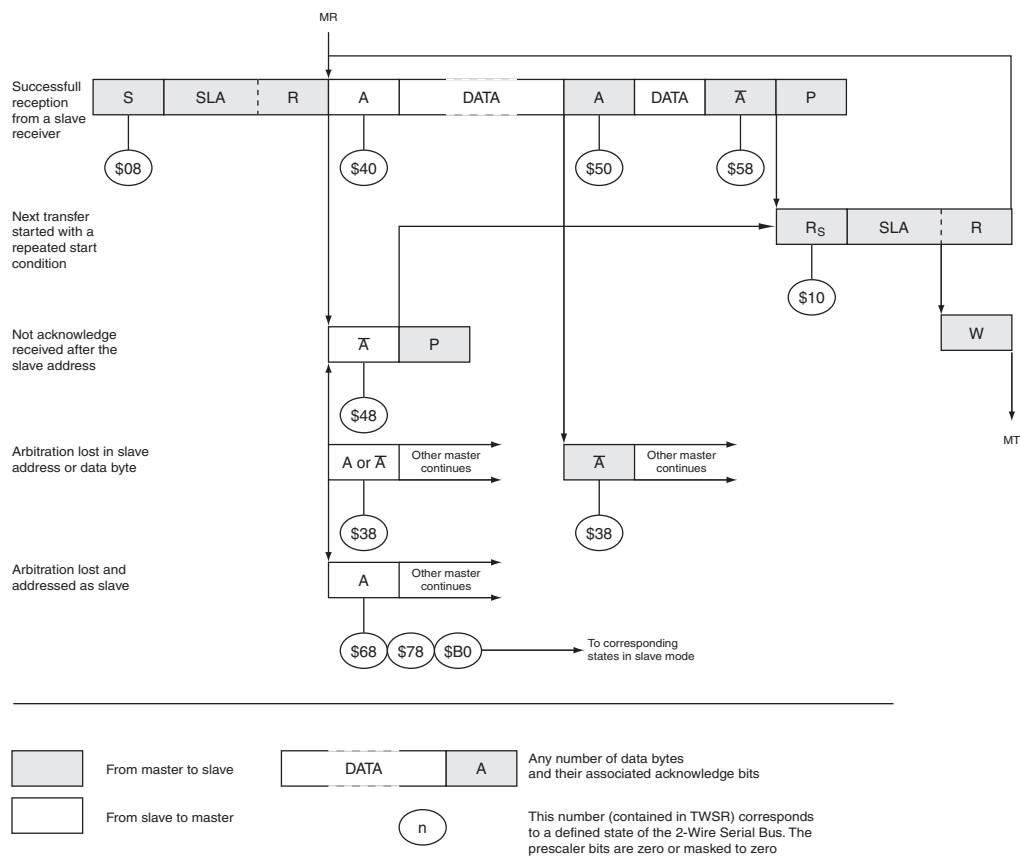 MR
Successfull
reception
from a slave
receiver
S SLA R A DATA A DATA A̅ P
$08 $40 $50 $58
Next transfer
started with a
repeated start
condition
RS SLA R
$10
Not acknowledge
received after the
slave address
A̅ P
W
$48
MT
Arbitration lost in slave
address or data byte
A or A̅ Other master
continues
A̅ Other master
continues
$38 $38
Arbitration lost and
addressed as slave
A Other master
continues
$68 $78 $B0 To corresponding
states in slave mode
From master to slave
DATA A
Any number of data bytes
and their associated acknowledge bits
From slave to master
n
This number (contained in TWSR) corresponds
to a defined state of the 2-Wire Serial Bus. The
prescaler bits are zero or masked to zero